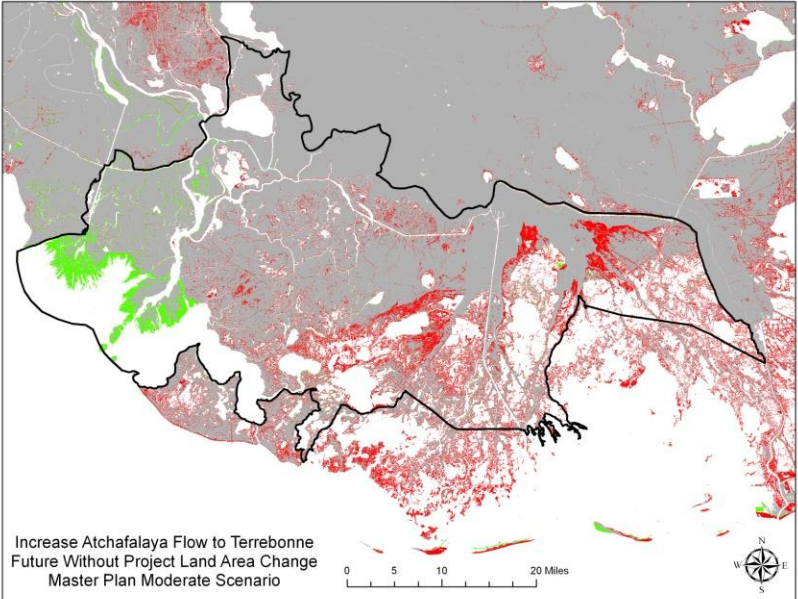 Increase Atchafalaya Flow to Terrebonne
Future Without Project Land Area Change
Master Plan Moderate Scenario
0 5 10 20 Miles
N
W E
S